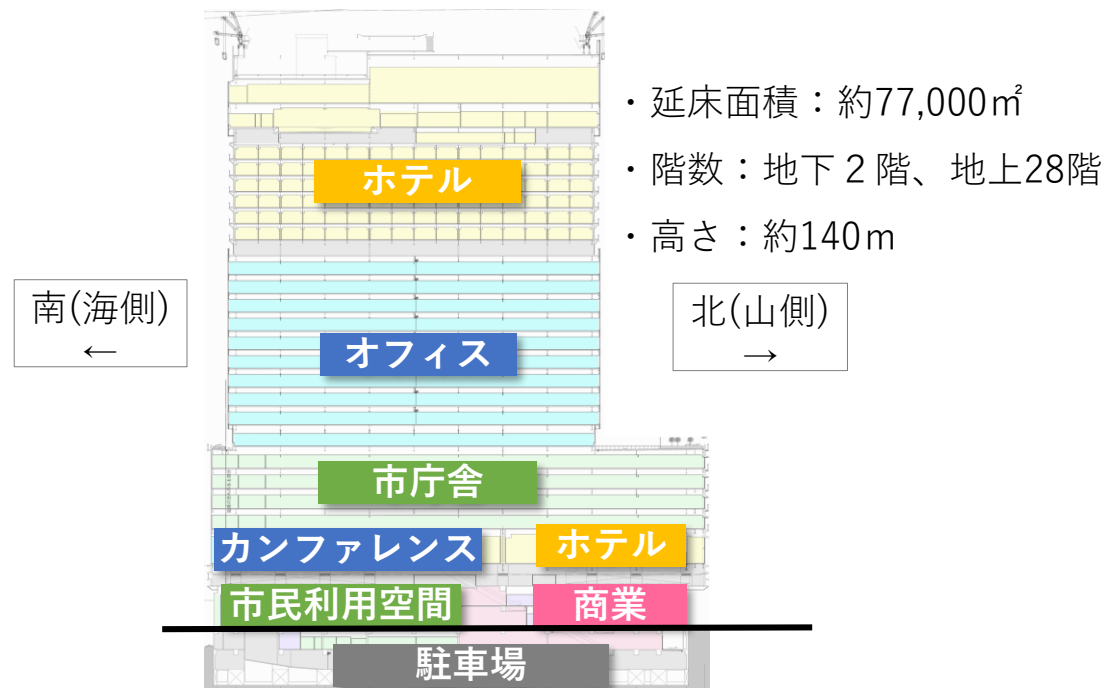 ・延床面積：約77,000㎡
・階数：地下２階、地上28階
・高さ：約140ｍ
ホテル
南(海側)
←
北(山側)
→
オフィス
市庁舎
カンファレンス
ホテル
市民利用空間
商業
駐車場